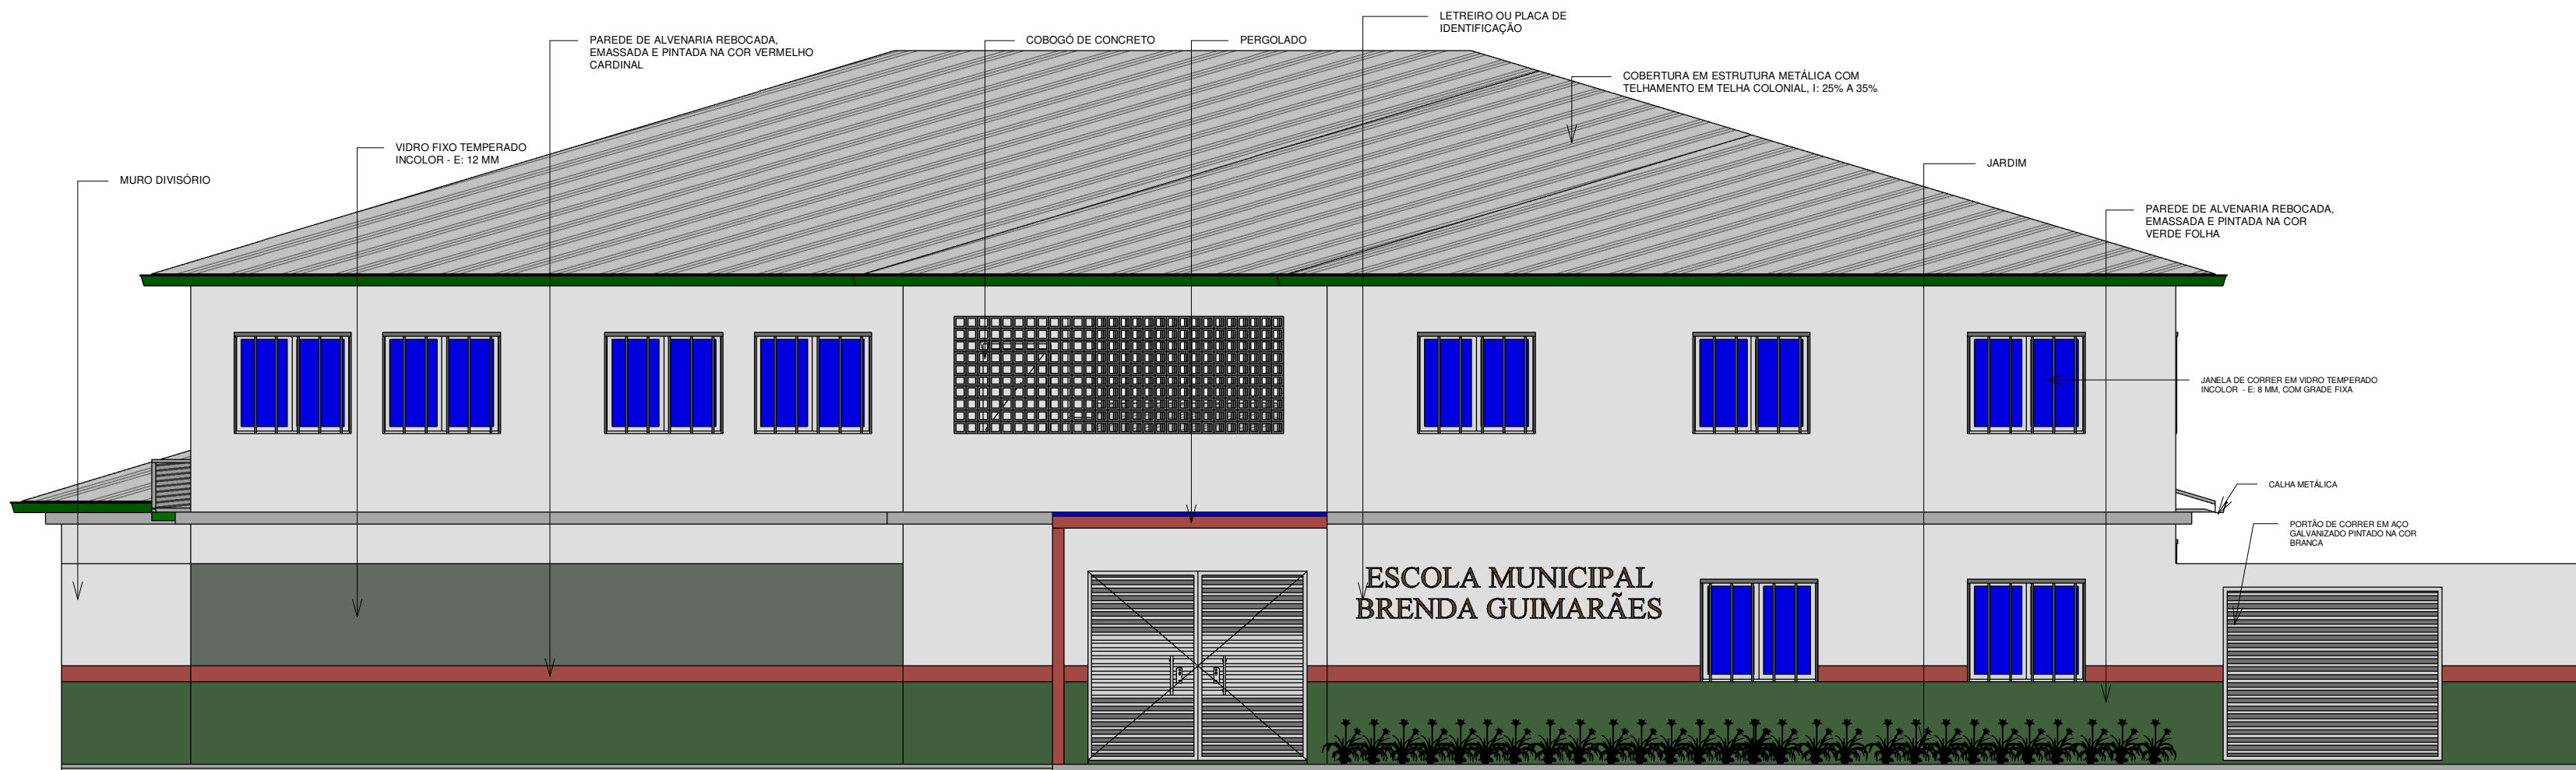 LETREIRO OU PLACA DE
IDENTIFICAÇÃO
PAREDE DE ALVENARIA REBOCADA,
EMASSADA E PINTADA NA COR VERMELHO
CARDINAL
COBOGÓ DE CONCRETO
PERGOLADO
COBERTURA EM ESTRUTURA METÁLICA COM
TELHAMENTO EM TELHA COLONIAL, I: 25% A 35%
VIDRO FIXO TEMPERADO
INCOLOR - E: 12 MM
JARDIM
MURO DIVISÓRIO
PAREDE DE ALVENARIA REBOCADA,
EMASSADA E PINTADA NA COR
VERDE FOLHA
JANELA DE CORRER EM VIDRO TEMPERADO
INCOLOR - E: 8 MM, COM GRADE FIXA
CALHA METÁLICA
PORTÃO DE CORRER EM AÇO
GALVANIZADO PINTADO NA COR
BRANCA
ESCOLA MUNICIPAL
BRENDA GUIMARÃES